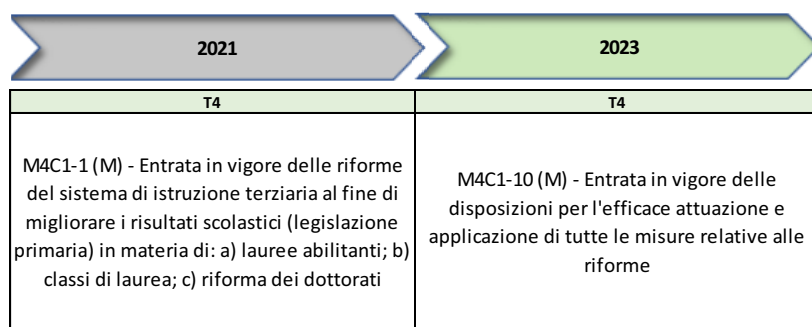 2021
2023
T4
T4
M4C1-1 (M) - Entrata in vigore delle riforme
del sistema di istruzione terziaria al fine di
migliorare i risultati scolastici (legislazione
primaria) in materia di: a) lauree abilitanti; b)
classi di laurea; c) riforma dei dottorati
M4C1-10 (M) - Entrata in vigore delle
disposizioni per l'efficace attuazione e
applicazione di tutte le misure relative alle
riforme